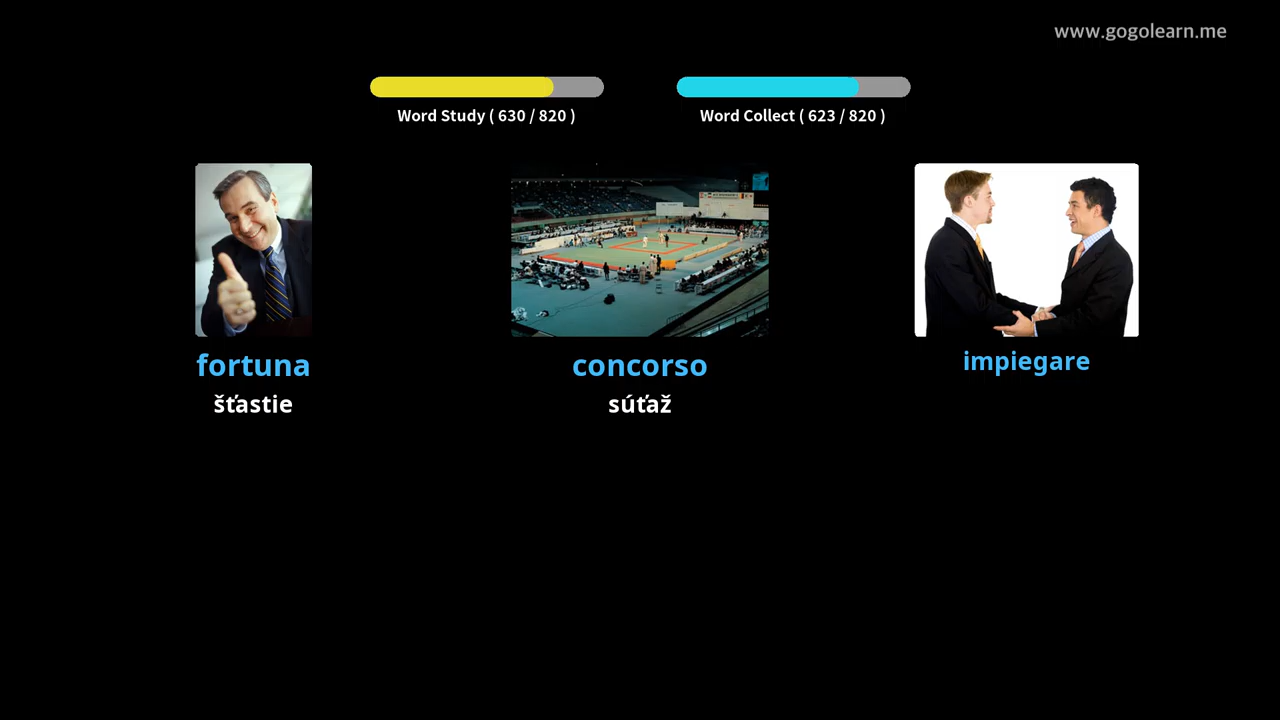 www.gogolearn.me
Word Study ( 630 / 820 )
Word Collect ( 623 / 820 )
fortuna
šťastie
concorso
súťaž
impiegare